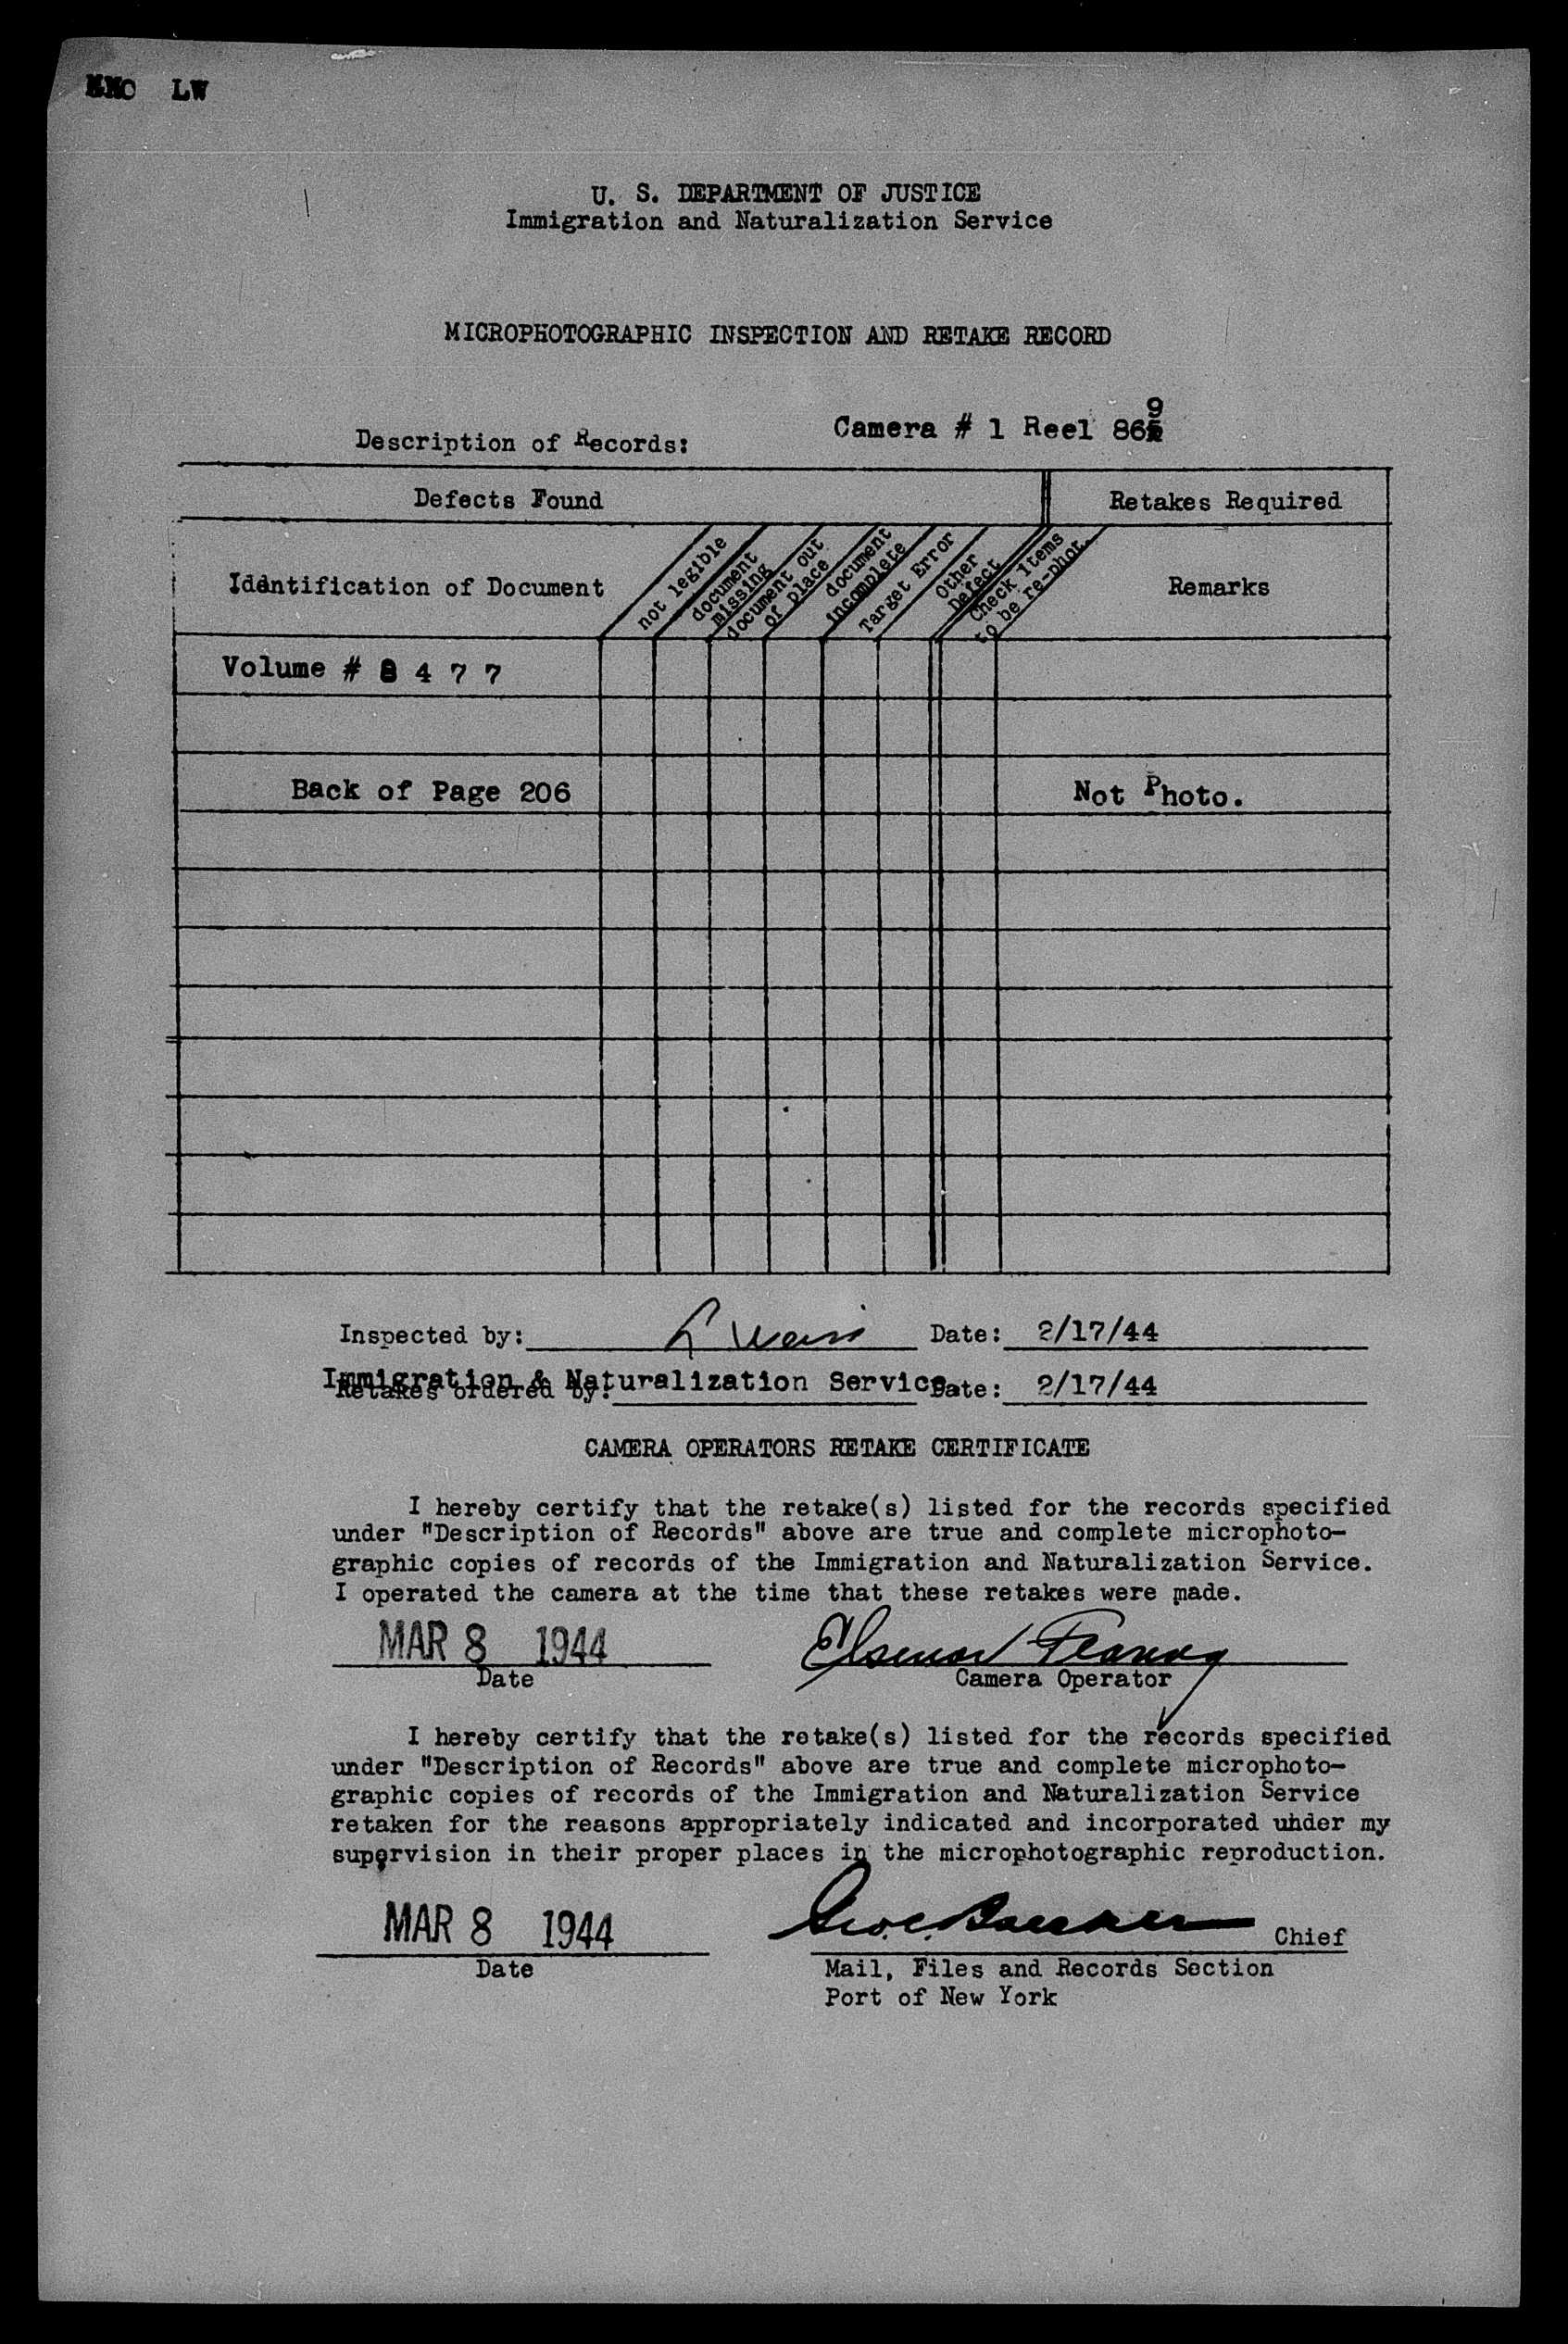 LW
U. S. DEPARTMENT OF JUSTICE
Immigration and Naturalization Service
MICROPHOTOGRAPHIC INSPECTION AND RETAKE RECORD
9
Description of Records: Camera # 1 Reel 86
Defects Found Retakes Required
Identification of Document
not legible
document missing
document out of place
document incomplete
Target Error
Other Defect
Check items to be re-phot.
Remarks
Volume # 8 4 7 7
Back of Page 206 Not Photo.
Inspected by: L Weiss Date: 2/17/44
Immigration & Naturalization Service
Retakes ordered by: Date: 2/17/44
CAMERA OPERATORS RETAKE CERTIFICATE
I hereby certify that the retake(s) listed for the records specified
under "Description of Records" above are true and complete microphoto-
graphic copies of records of the Immigration and Naturalization Service.
I operated the camera at the time that these retakes were made.
MAR 8 1944
Date Camera Operator
I hereby certify that the retake(s) listed for the records specified
under "Description of Records" above are true and complete microphoto-
graphic copies of records of the Immigration and Naturalization Service
retaken for the reasons appropriately indicated and incorporated under my
supervision in their proper places in the microphotographic reproduction.
MAR 8 1944 Chief
Date Mail, Files and Records Section
Port of New York